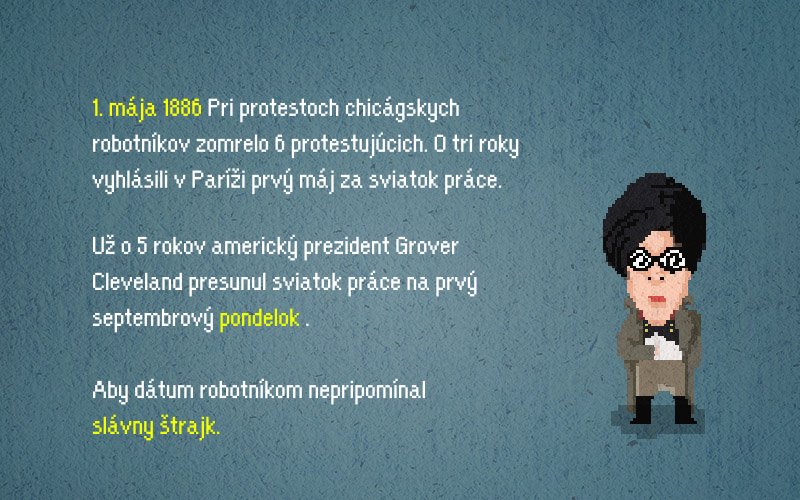 1. mája 1886 Pri protestoch chicágskych
robotníkov zomrelo 6 protestujúcich. O tri roky
vyhlásili v Paríži prvý máj za sviatok práce.
Už o 5 rokov americký prezident Grover
Cleveland presunul sviatok práce na prvý
septembrový pondelok .
Aby dátum robotníkom nepripomínal
slávny štrajk.